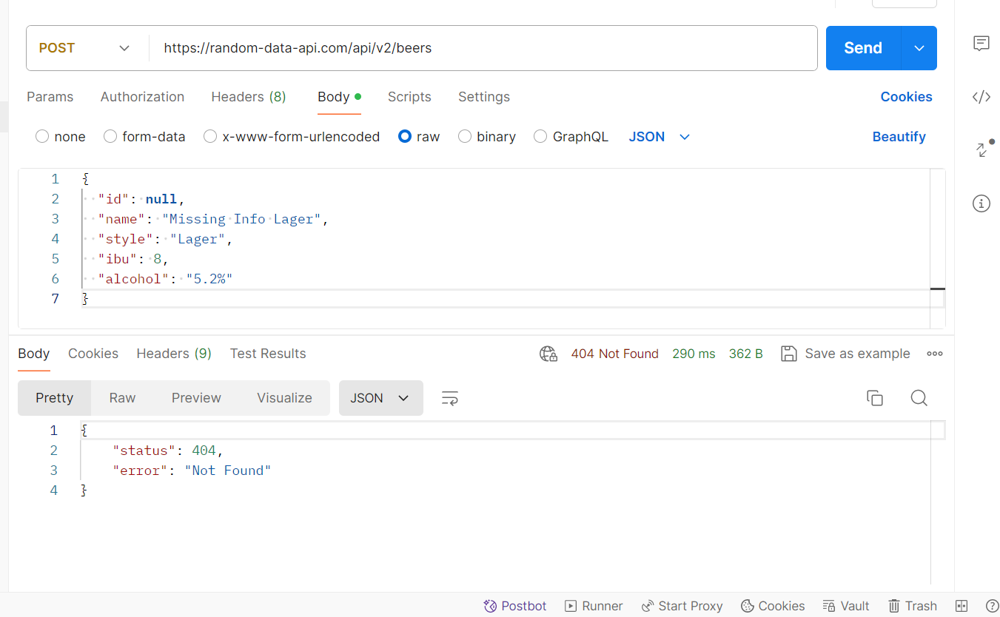 POST https://random-data-api.com/api/v2/beers Send
Params Authorization Headers (8) Body Scripts Settings Cookies
none form-data x-www-form-urlencoded raw binary GraphQL JSON Beautify
1 {
2 "id": null,
3 "name": "Missing Info Lager",
4 "style": "Lager",
5 "ibu": 8,
6 "alcohol": "5.2%"
7 }
Body Cookies Headers (9) Test Results 404 Not Found 290 ms 362 B Save as example
Pretty Raw Preview Visualize JSON
1 {
2 "status": 404,
3 "error": "Not Found"
4 }
Postbot Runner Start Proxy Cookies Vault Trash